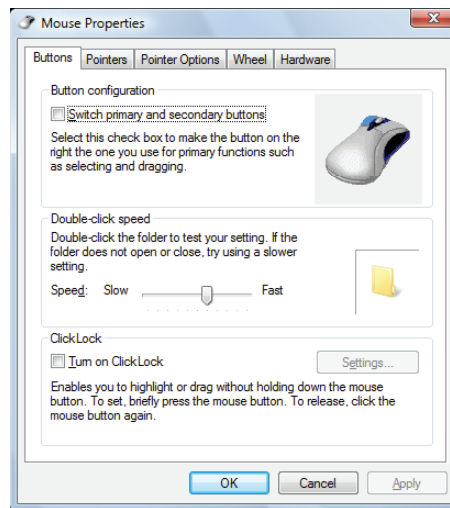 Mouse Properties
Buttons Pointers Pointer Options Wheel Hardware
Button configuration
Switch primary and secondary buttons
Select this check box to make the button on the
right the one you use for primary functions such
as selecting and dragging.
Double-click speed
Double-click the folder to test your setting. If the
folder does not open or close, try using a slower
setting.
Speed: Slow Fast
ClickLock
Turn on ClickLock Settings...
Enables you to highlight or drag without holding down the mouse
button. To set, briefly press the mouse button. To release, click the
mouse button again.
OK Cancel Apply